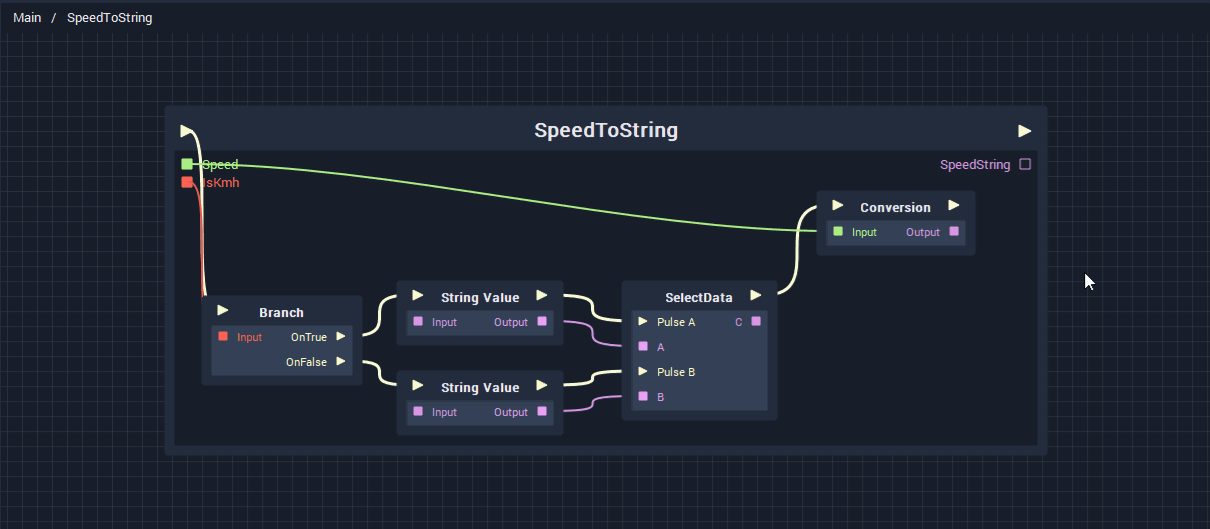 Main / SpeedToString
SpeedToString
Speed
SpeedString
IsKmh
Conversion
Input Output
Branch
Input OnTrue
OnFalse
String Value
Input Output
String Value
Input Output
SelectData
Pulse A C
A
Pulse B
B